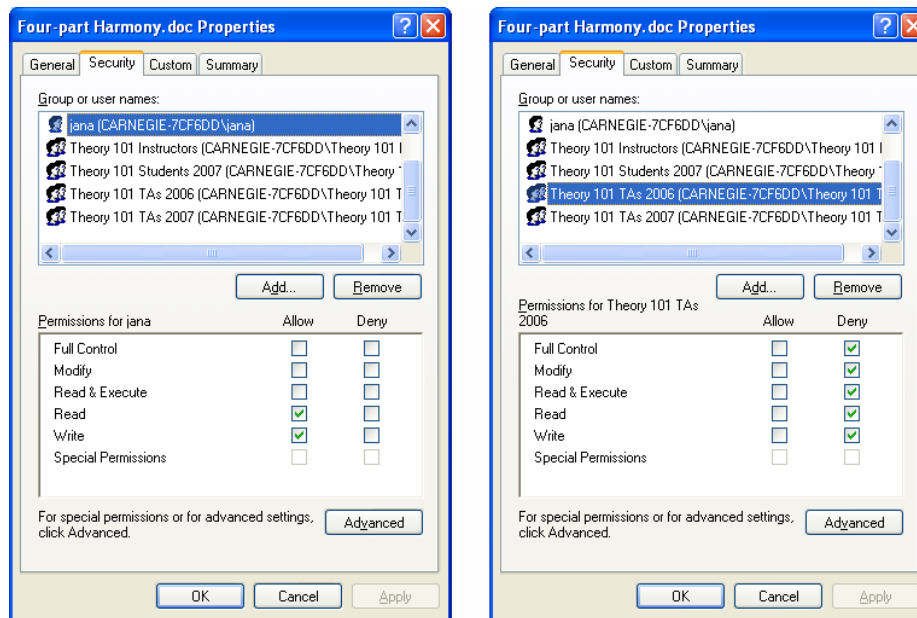 Four-part Harmony.doc Properties
General Security Custom Summary
Group or user names:
jana (CARNEGIE-7CF6DD\jana)
Theory 101 Instructors (CARNEGIE-7CF6DD\Theory 101 I
Theory 101 Students 2007 (CARNEGIE-7CF6DD\Theory
Theory 101 TAs 2006 (CARNEGIE-7CF6DD\Theory 101 T
Theory 101 TAs 2007 (CARNEGIE-7CF6DD\Theory 101 T
Add... Remove
Permissions for jana Allow Deny
Full Control
Modify
Read & Execute
Read
Write
Special Permissions
For special permissions or for advanced settings,
click Advanced.
Advanced
OK Cancel Apply
Four-part Harmony.doc Properties
General Security Custom Summary
Group or user names:
jana (CARNEGIE-7CF6DD\jana)
Theory 101 Instructors (CARNEGIE-7CF6DD\Theory 101 I
Theory 101 Students 2007 (CARNEGIE-7CF6DD\Theory
Theory 101 TAs 2006 (CARNEGIE-7CF6DD\Theory 101 T
Theory 101 TAs 2007 (CARNEGIE-7CF6DD\Theory 101 T
Add... Remove
Permissions for Theory 101 TAs
2006 Allow Deny
Full Control
Modify
Read & Execute
Read
Write
Special Permissions
For special permissions or for advanced settings,
click Advanced.
Advanced
OK Cancel Apply